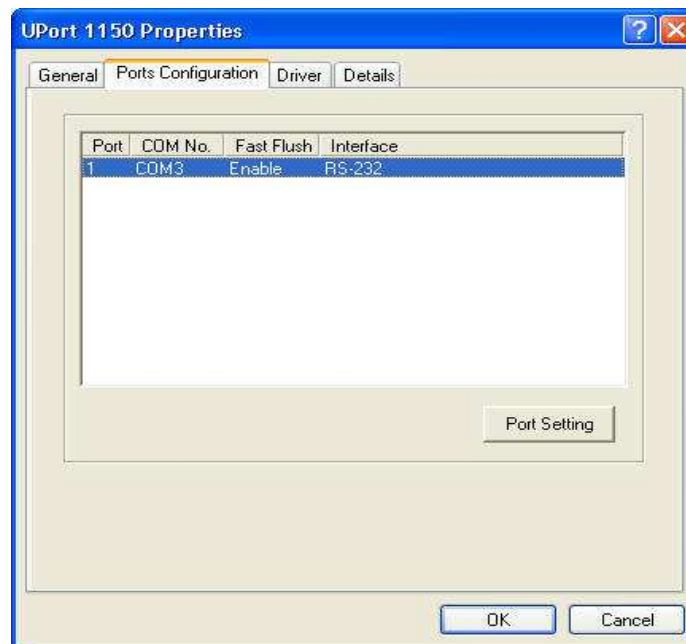 UPort 1150 Properties
General Ports Configuration Driver Details
Port COM No. Fast Flush Interface
1 COM3 Enable RS-232
Port Setting
OK Cancel